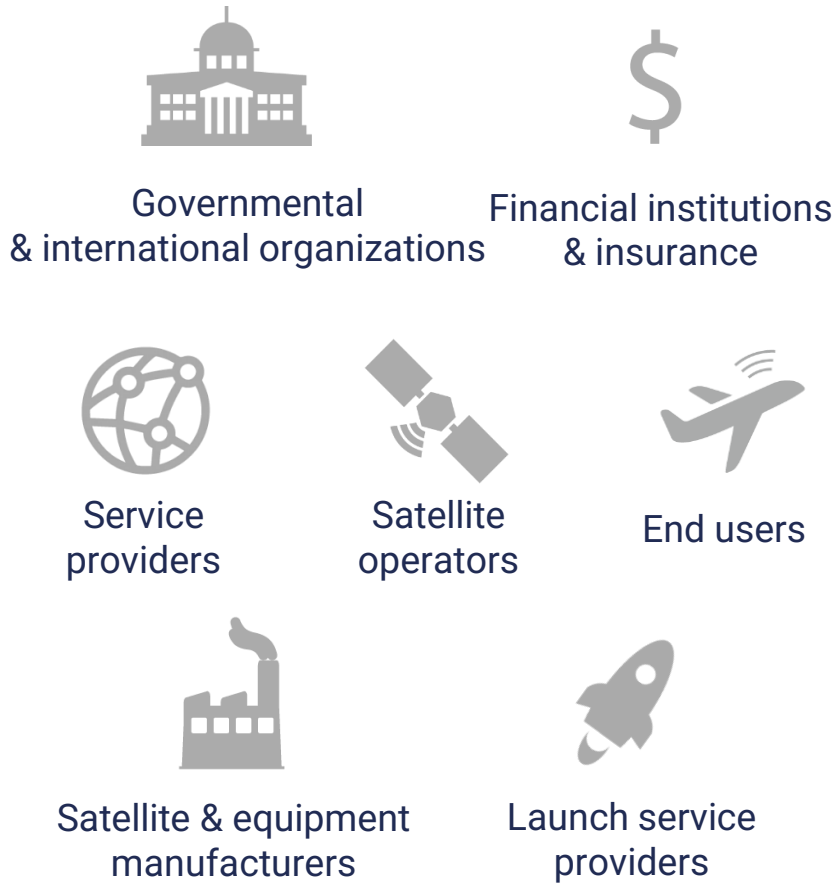 Governmental
& international organizations
Financial institutions
& insurance
Service
providers
Satellite
operators
End users
Satellite & equipment
manufacturers
Launch service
providers